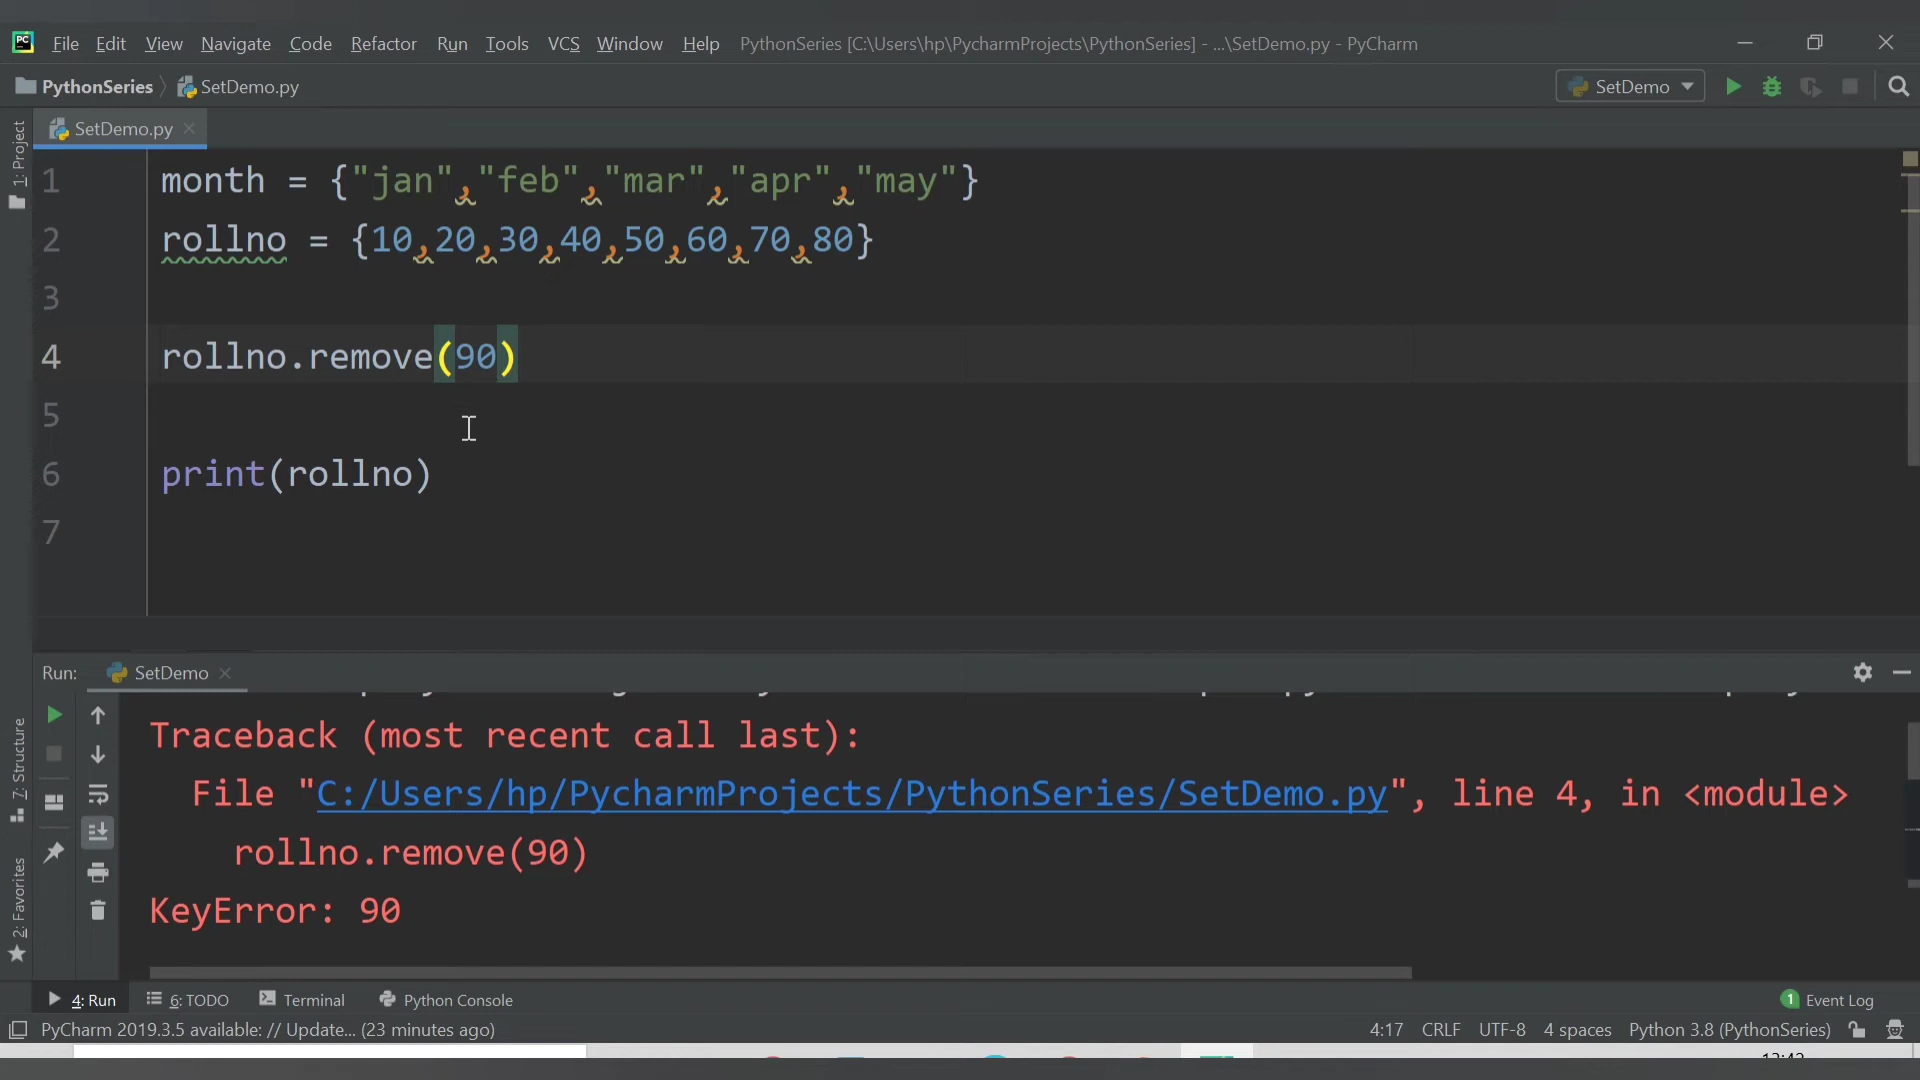 PC File Edit View Navigate Code Refactor Run Tools VCS Window Help PythonSeries [C:\Users\hp\PycharmProjects\PythonSeries] - ...\SetDemo.py - PyCharm
PythonSeries SetDemo.py SetDemo
SetDemo.py
1: Project
1 month = {"jan","feb","mar","apr","may"}
2 rollno = {10,20,30,40,50,60,70,80}
3
4 rollno.remove(90)
5
6 print(rollno)
7
Run: SetDemo
Traceback (most recent call last):
File "C:/Users/hp/PycharmProjects/PythonSeries/SetDemo.py", line 4, in <module>
rollno.remove(90)
KeyError: 90
7: Structure
2: Favorites
4: Run 6: TODO Terminal Python Console 1 Event Log
PyCharm 2019.3.5 available: // Update... (23 minutes ago) 4:17 CRLF UTF-8 4 spaces Python 3.8 (PythonSeries)